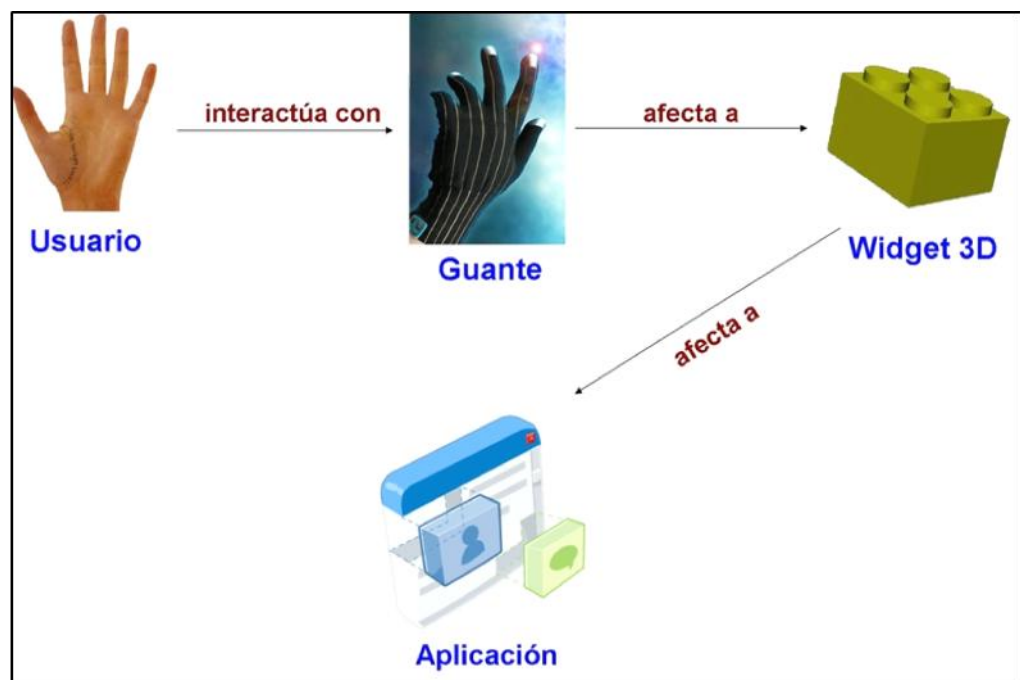 interactúa con
afecta a
Usuario
Guante
Widget 3D
afecta a
Aplicación